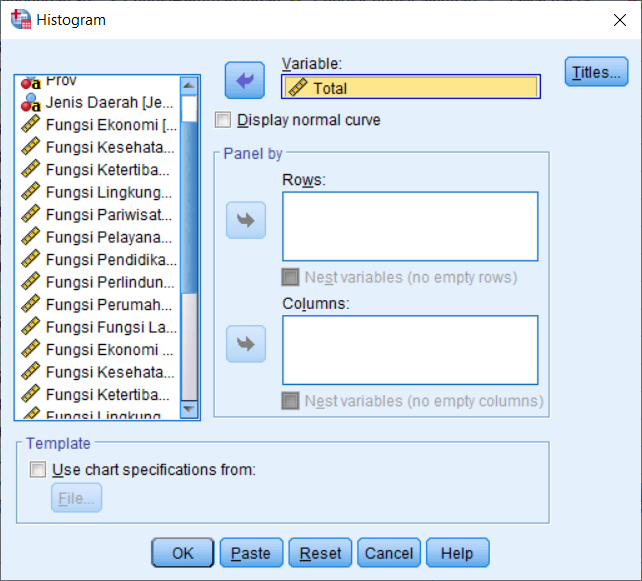 Histogram
Prov
Jenis Daerah [Je...
Fungsi Ekonomi [...
Fungsi Kesehata...
Fungsi Ketertiba...
Fungsi Lingkung...
Fungsi Pariwisat...
Fungsi Pelayana...
Fungsi Pendidika...
Fungsi Perlindun...
Fungsi Perumah...
Fungsi Fungsi La...
Fungsi Ekonomi ...
Fungsi Kesehata...
Fungsi Ketertiba...
Fungsi Lingkung...
Variable:
Total
Titles...
Display normal curve
Panel by
Rows:
Nest variables (no empty rows)
Columns:
Nest variables (no empty columns)
Template
Use chart specifications from:
File...
OK Paste Reset Cancel Help